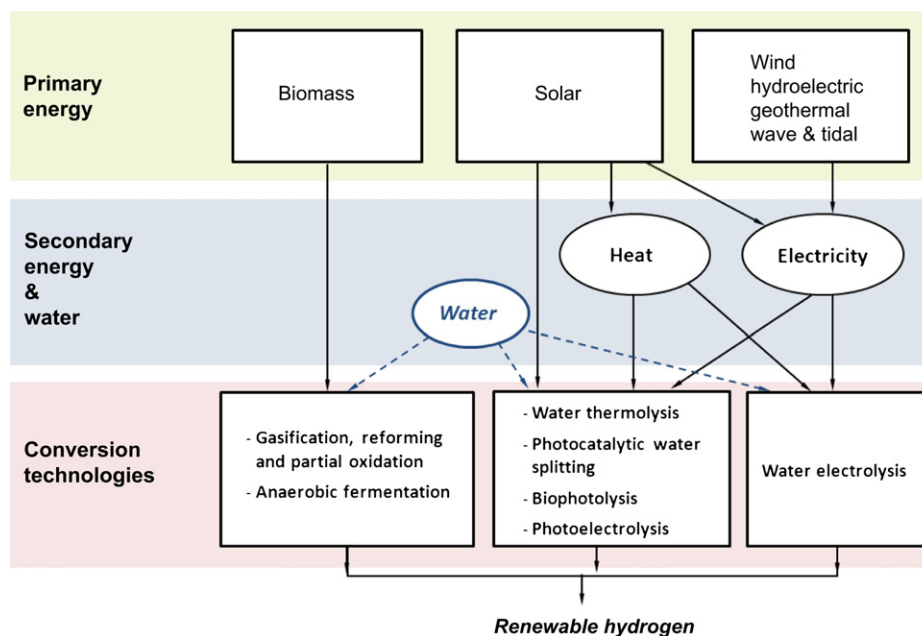 Primary
energy
Biomass
Solar
Wind
hydroelectric
geothermal
wave & tidal
Secondary
energy
&
water
Heat
Electricity
Water
Conversion
technologies
- Gasification, reforming
and partial oxidation
- Anaerobic fermentation
- Water thermolysis
- Photocatalytic water
splitting
- Biophotolysis
- Photoelectrolysis
Water electrolysis
Renewable hydrogen